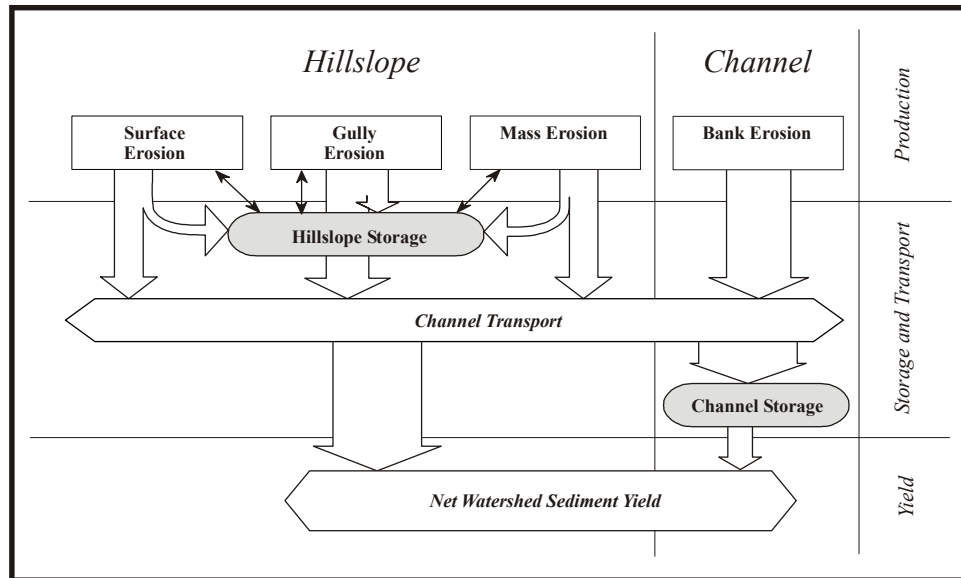 Hillslope
Channel
Production
Surface
Erosion
Gully
Erosion
Mass Erosion
Bank Erosion
Storage and Transport
Hillslope Storage
Channel Transport
Channel Storage
Yield
Net Watershed Sediment Yield